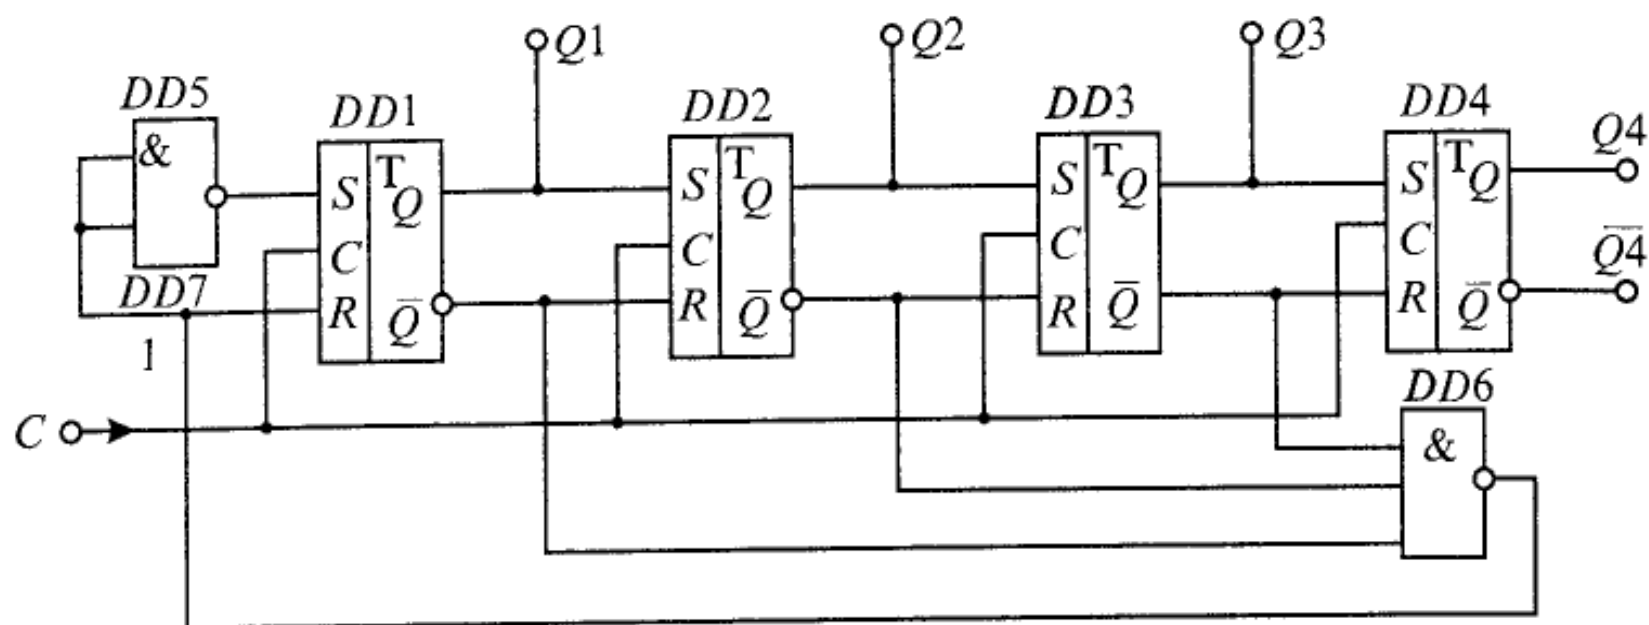 Q1 Q2 Q3
DD5 DD1 DD2 DD3 DD4
Q4
& S T Q S T Q S T Q S T Q
C C C C
Q̅4̅
DD7 R Q̅ R Q̅ R Q̅ R Q̅
1
DD6
C
&